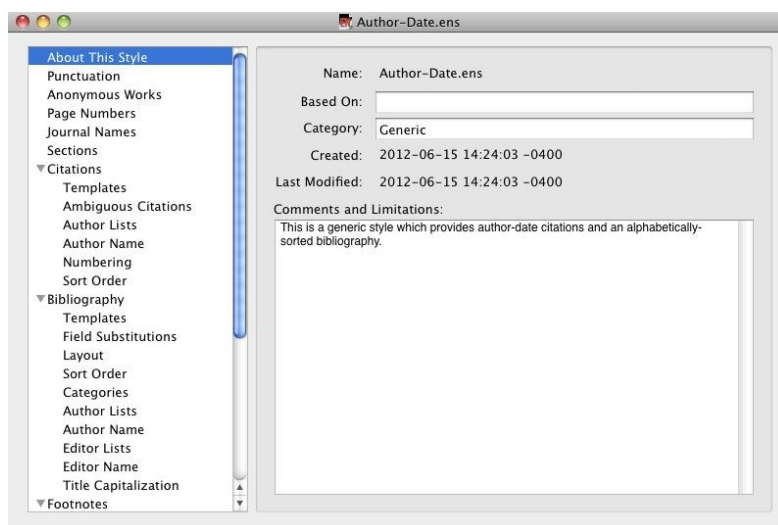 Author-Date.ens
About This Style
Punctuation
Anonymous Works
Page Numbers
Journal Names
Sections
Citations
Templates
Ambiguous Citations
Author Lists
Author Name
Numbering
Sort Order
Bibliography
Templates
Field Substitutions
Layout
Sort Order
Categories
Author Lists
Author Name
Editor Lists
Editor Name
Title Capitalization
Footnotes
Name: Author-Date.ens
Based On:
Category: Generic
Created: 2012-06-15 14:24:03 -0400
Last Modified: 2012-06-15 14:24:03 -0400
Comments and Limitations:
This is a generic style which provides author-date citations and an alphabetically-
sorted bibliography.